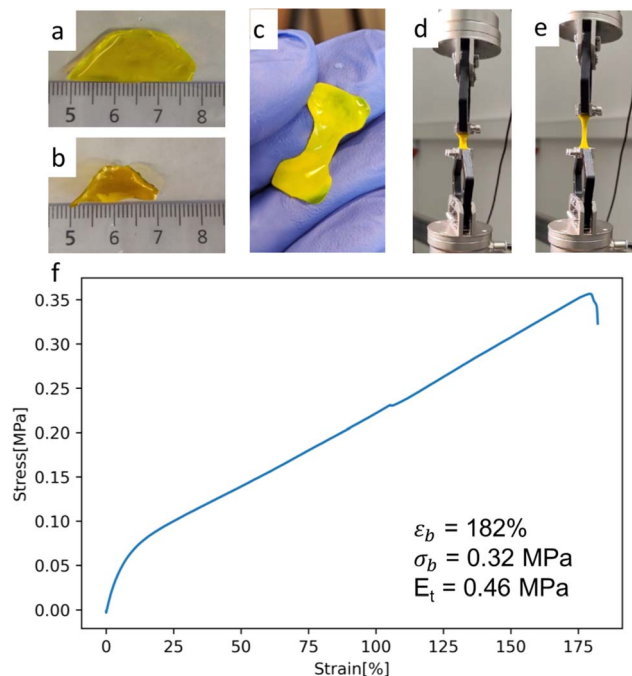 a
5 6 7 8
b
5 6 7 8
c
d
e
f
Stress[MPa]
0.35
0.30
0.25
0.20
0.15
0.10
0.05
0.00
εb = 182%
σb = 0.32 MPa
Et = 0.46 MPa
0 25 50 75 100 125 150 175
Strain[%]